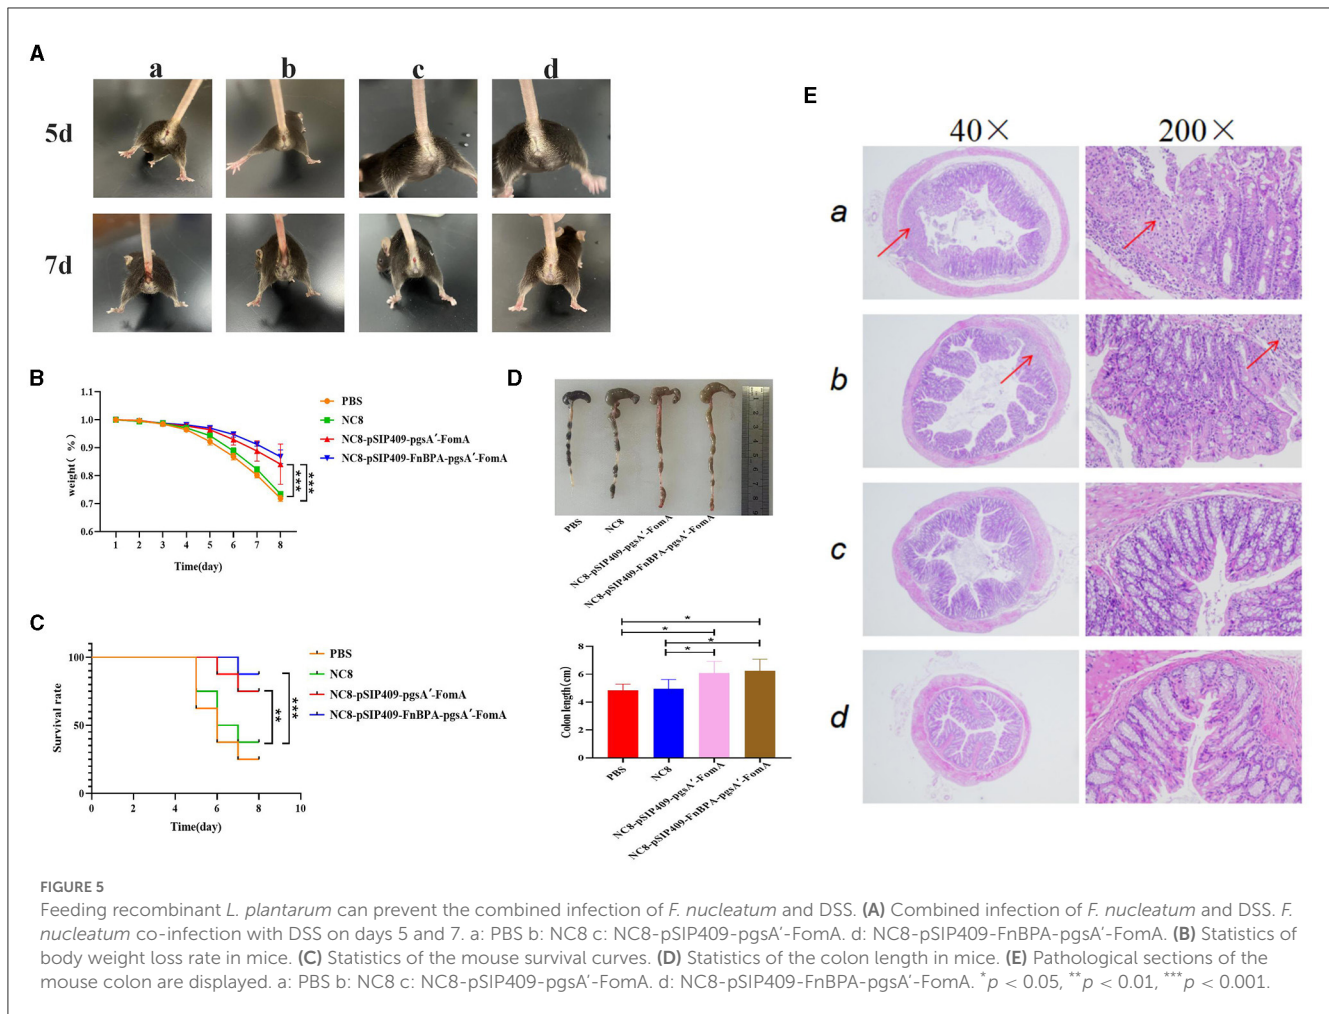 A
a b c d
5d
7d
B
1.1
1.0
0.9
0.8
0.7
0.6
weight( %)
1 2 3 4 5 6 7 8
Time(day)
PBS
NC8
NC8-pSIP409-pgsA′-FomA
NC8-pSIP409-FnBPA-pgsA′-FomA
***
***
C
100
50
0
Survival rate
0 2 4 6 8 10
Time(day)
PBS
NC8
NC8-pSIP409-pgsA′-FomA
NC8-pSIP409-FnBPA-pgsA′-FomA
**
***
D
1
2
3
4
5
6
7
8
9
PBS
NC8
NC8-pSIP409-pgsA′-FomA
NC8-pSIP409-FnBPA-pgsA′-FomA
*
*
*
*
8
6
4
2
0
Colon length(cm)
PBS
NC8
NC8-pSIP409-pgsA′-FomA
NC8-pSIP409-FnBPA-pgsA′-FomA
E
40× 200×
a
b
c
d
FIGURE 5
Feeding recombinant L. plantarum can prevent the combined infection of F. nucleatum and DSS. (A) Combined infection of F. nucleatum and DSS. F.
nucleatum co-infection with DSS on days 5 and 7. a: PBS b: NC8 c: NC8-pSIP409-pgsA′-FomA. d: NC8-pSIP409-FnBPA-pgsA′-FomA. (B) Statistics of
body weight loss rate in mice. (C) Statistics of the mouse survival curves. (D) Statistics of the colon length in mice. (E) Pathological sections of the
mouse colon are displayed. a: PBS b: NC8 c: NC8-pSIP409-pgsA′-FomA. d: NC8-pSIP409-FnBPA-pgsA′-FomA. *p < 0.05, **p < 0.01, ***p < 0.001.